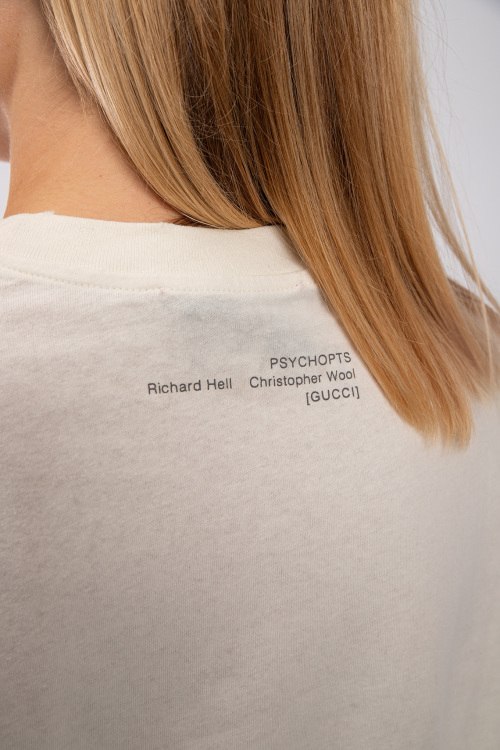 PSYCHOPTS
Richard Hell Christopher Wool
[GUCCI]